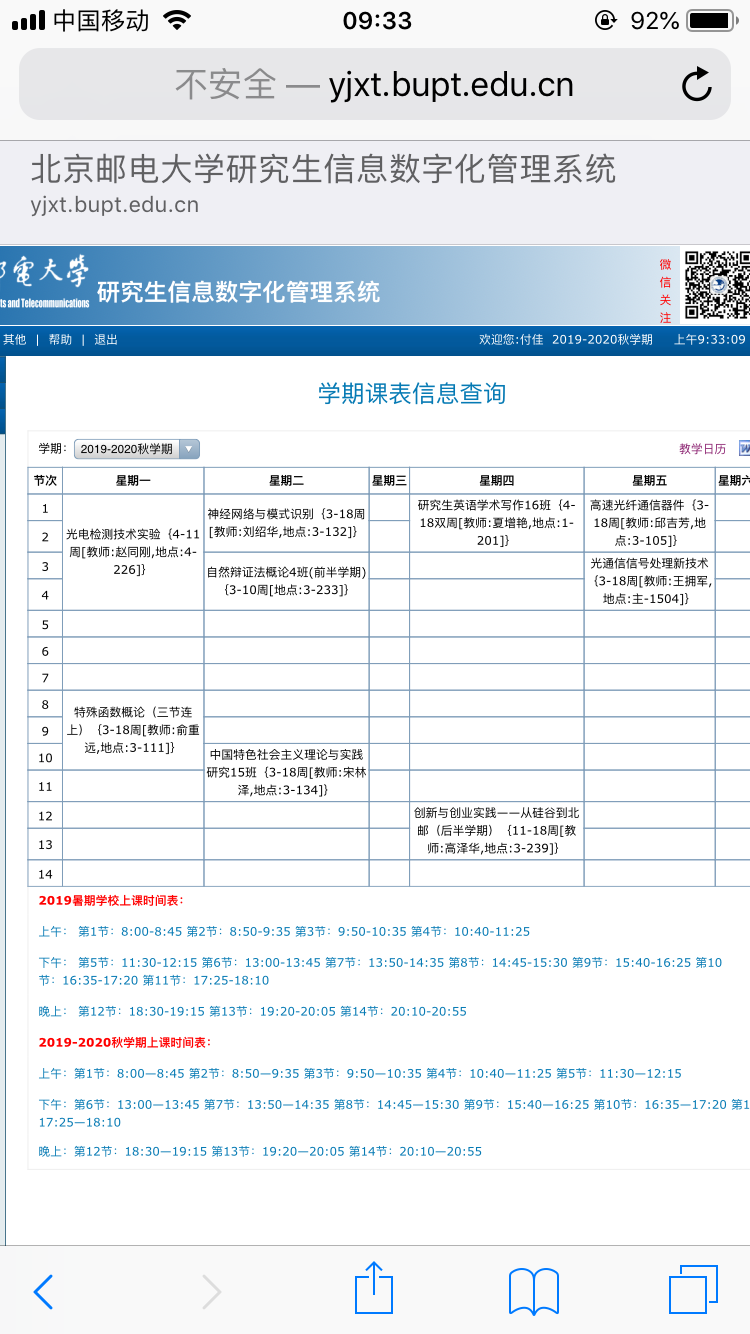 中国移动
09:33
92%
不安全 — yjxt.bupt.edu.cn
北京邮电大学研究生信息数字化管理系统
yjxt.bupt.edu.cn
電大學
ts and Telecommunications
研究生信息数字化管理系统
微
信
关
注
其他 | 帮助 | 退出
欢迎您:付佳 2019-2020秋学期 上午9:33:09
学期课表信息查询
学期: 2019-2020秋学期
教学日历
节次 星期一 星期二 星期三 星期四 星期五 星期六
1
2
3
4
光电检测技术实验{4-11
周[教师:赵同刚,地点:4-
226]}
神经网络与模式识别{3-18周
[教师:刘绍华,地点:3-132]}
自然辩证法概论4班(前半学期)
{3-10周[地点:3-233]}
研究生英语学术写作16班{4-
18双周[教师:夏增艳,地点:1-
201]}
高速光纤通信器件{3-
18周[教师:邱吉芳,地
点:3-105]}
光通信信号处理新技术
{3-18周[教师:王拥军,
地点:主-1504]}
5
6
7
8
9
10
特殊函数概论(三节连
上){3-18周[教师:俞重
远,地点:3-111]}
中国特色社会主义理论与实践
研究15班{3-18周[教师:宋林
泽,地点:3-134]}
11
12
13
创新与创业实践——从硅谷到北
邮(后半学期){11-18周[教
师:高泽华,地点:3-239]}
14
2019暑期学校上课时间表:
上午: 第1节: 8:00-8:45 第2节: 8:50-9:35 第3节: 9:50-10:35 第4节: 10:40-11:25
下午: 第5节: 11:30-12:15 第6节: 13:00-13:45 第7节: 13:50-14:35 第8节: 14:45-15:30 第9节: 15:40-16:25 第10
节: 16:35-17:20 第11节: 17:25-18:10
晚上: 第12节: 18:30-19:15 第13节: 19:20-20:05 第14节: 20:10-20:55
2019-2020秋学期上课时间表:
上午: 第1节: 8:00—8:45 第2节: 8:50—9:35 第3节: 9:50—10:35 第4节: 10:40—11:25 第5节: 11:30—12:15
下午: 第6节: 13:00—13:45 第7节: 13:50—14:35 第8节: 14:45—15:30 第9节: 15:40—16:25 第10节: 16:35—17:20 第1
17:25—18:10
晚上: 第12节: 18:30—19:15 第13节: 19:20—20:05 第14节: 20:10—20:55